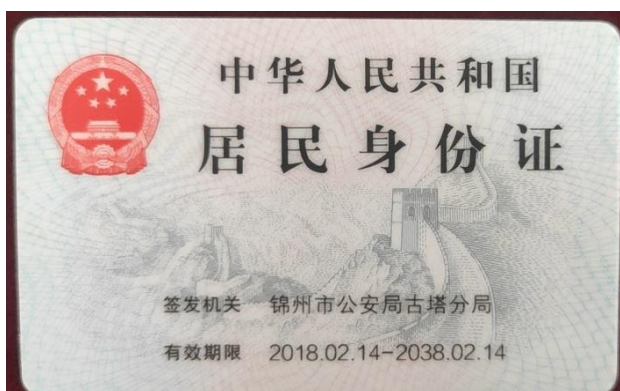 中华人民共和国
居民身份证
签发机关 锦州市公安局古塔分局
有效期限 2018.02.14-2038.02.14